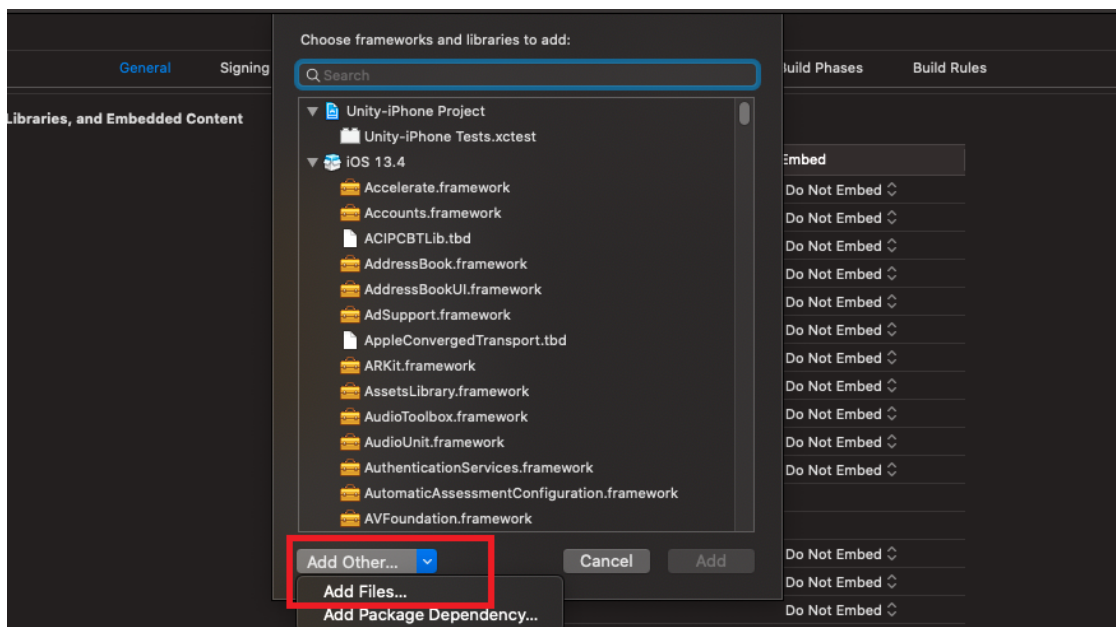 Choose frameworks and libraries to add:
General Signing Build Phases Build Rules
Search
Libraries, and Embedded Content
Unity-iPhone Project
Unity-iPhone Tests.xctest
Embed
iOS 13.4
Accelerate.framework
Do Not Embed
Accounts.framework
Do Not Embed
ACIPCBTLib.tbd
Do Not Embed
AddressBook.framework
Do Not Embed
AddressBookUI.framework
Do Not Embed
AdSupport.framework
Do Not Embed
AppleConvergedTransport.tbd
Do Not Embed
ARKit.framework
Do Not Embed
AssetsLibrary.framework
Do Not Embed
AudioToolbox.framework
Do Not Embed
AudioUnit.framework
Do Not Embed
AuthenticationServices.framework
AutomaticAssessmentConfiguration.framework
AVFoundation.framework
Add Other... Cancel Add
Do Not Embed
Add Files...
Do Not Embed
Add Package Dependency...
Do Not Embed